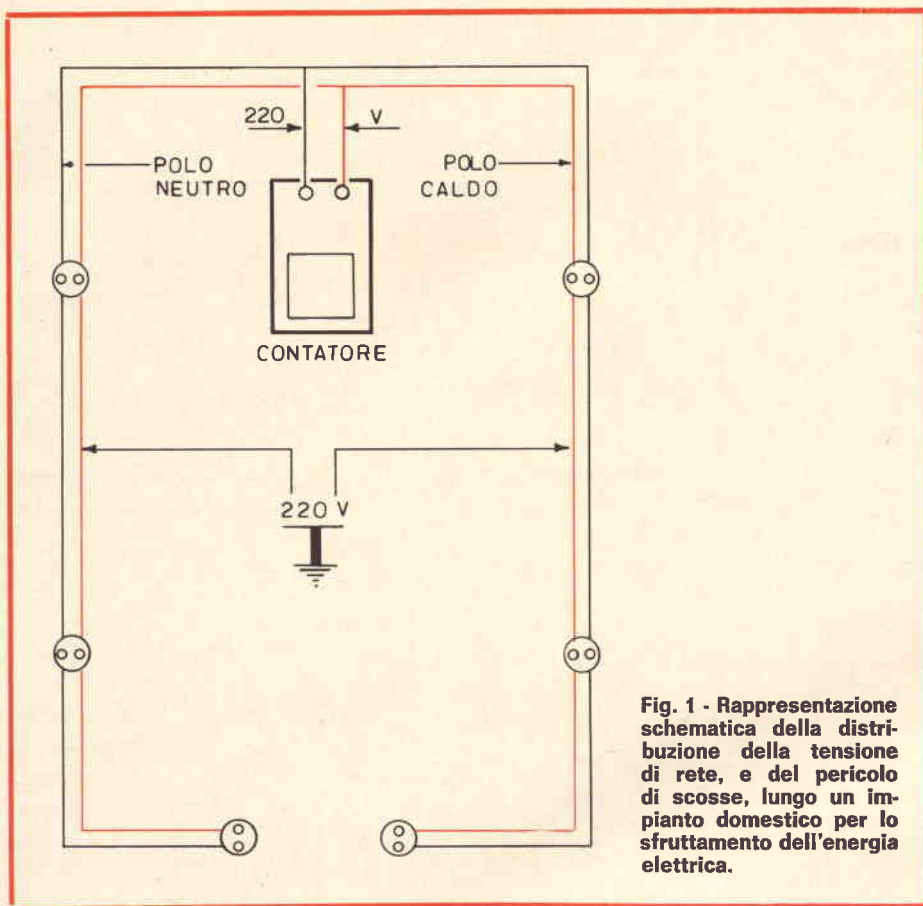 220 V
POLO
NEUTRO
POLO
CALDO
CONTATORE
220 V
Fig. 1 - Rappresentazione
schematica della distri-
buzione della tensione
di rete, e del pericolo
di scosse, lungo un im-
pianto domestico per lo
sfruttamento dell'energia
elettrica.